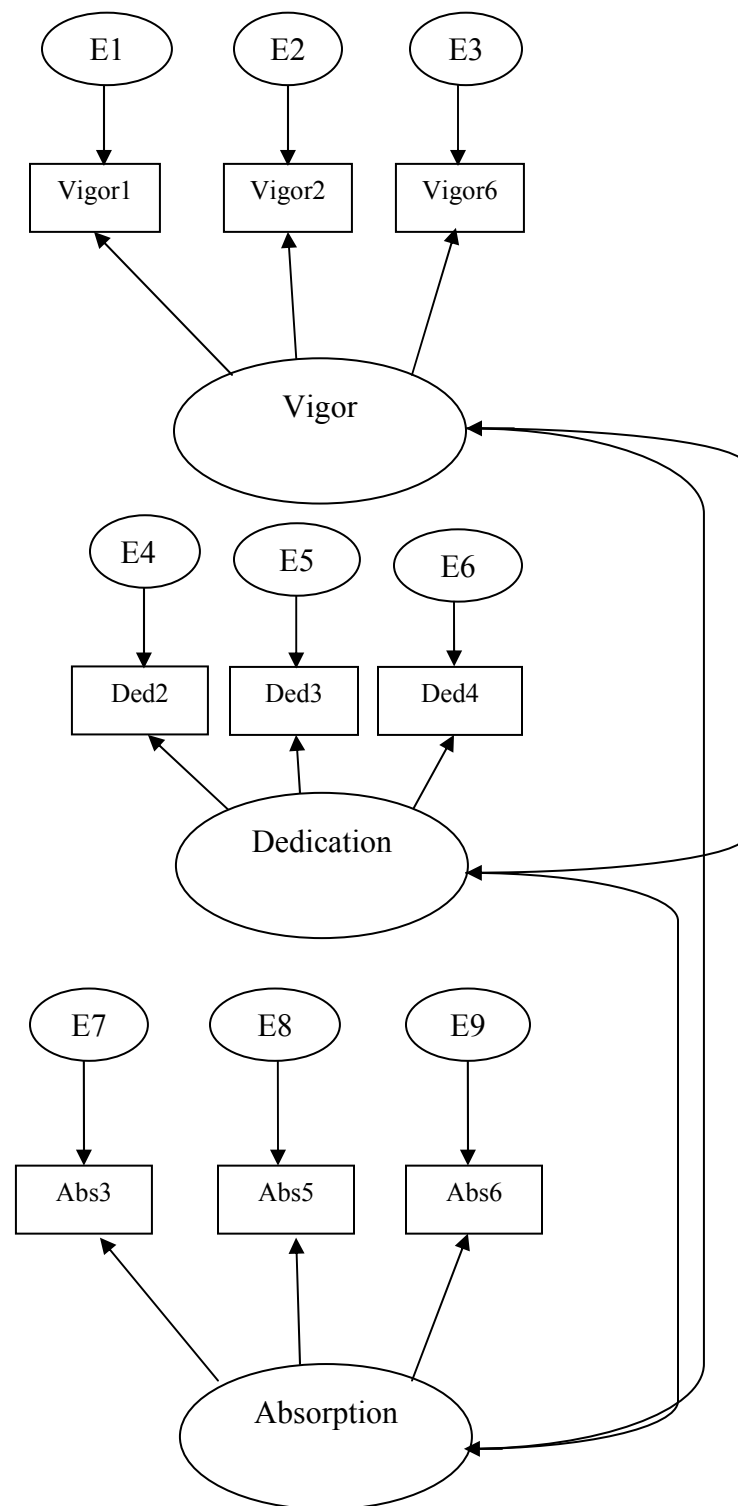 E1 E2 E3
Vigor1 Vigor2 Vigor6
Vigor
E4 E5 E6
Ded2 Ded3 Ded4
Dedication
E7 E8 E9
Abs3 Abs5 Abs6
Absorption